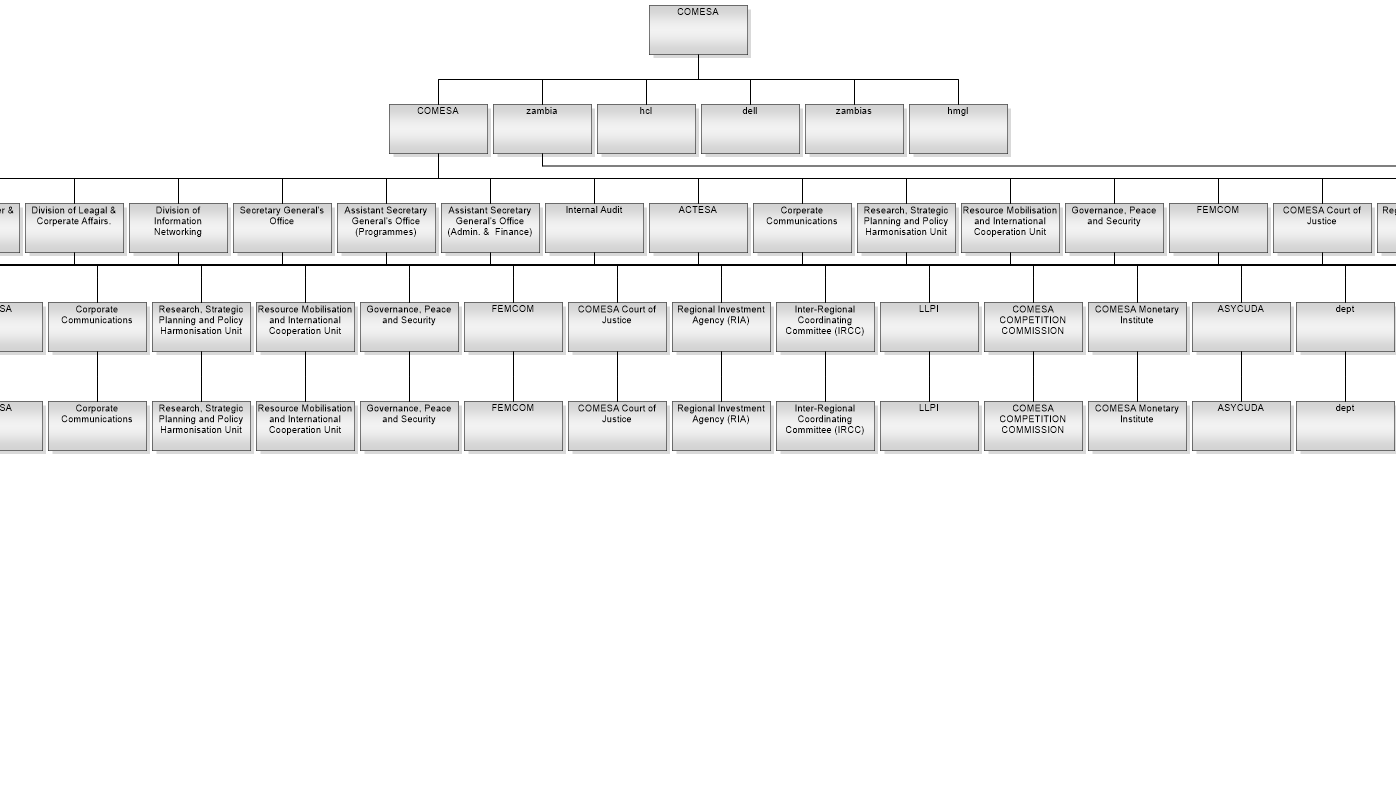 COMESA
COMESA
zambia
hcl
dell
zambias
hmgl
er &
Division of Leagal &
Corperate Affairs.
Division of
Information
Networking
Secretary General's
Office
Assistant Secretary
General's Office
(Programmes)
Assistant Secretary
General's Office
(Admin. & Finance)
Internal Audit
ACTESA
Corporate
Communications
Research, Strategic
Planning and Policy
Harmonisation Unit
Resource Mobilisation
and International
Cooperation Unit
Governance, Peace
and Security
FEMCOM
COMESA Court of
Justice
Reg
SA
Corporate
Communications
Research, Strategic
Planning and Policy
Harmonisation Unit
Resource Mobilisation
and International
Cooperation Unit
Governance, Peace
and Security
FEMCOM
COMESA Court of
Justice
Regional Investment
Agency (RIA)
Inter-Regional
Coordinating
Committee (IRCC)
LLPI
COMESA
COMPETITION
COMMISSION
COMESA Monetary
Institute
ASYCUDA
dept
SA
Corporate
Communications
Research, Strategic
Planning and Policy
Harmonisation Unit
Resource Mobilisation
and International
Cooperation Unit
Governance, Peace
and Security
FEMCOM
COMESA Court of
Justice
Regional Investment
Agency (RIA)
Inter-Regional
Coordinating
Committee (IRCC)
LLPI
COMESA
COMPETITION
COMMISSION
COMESA Monetary
Institute
ASYCUDA
dept